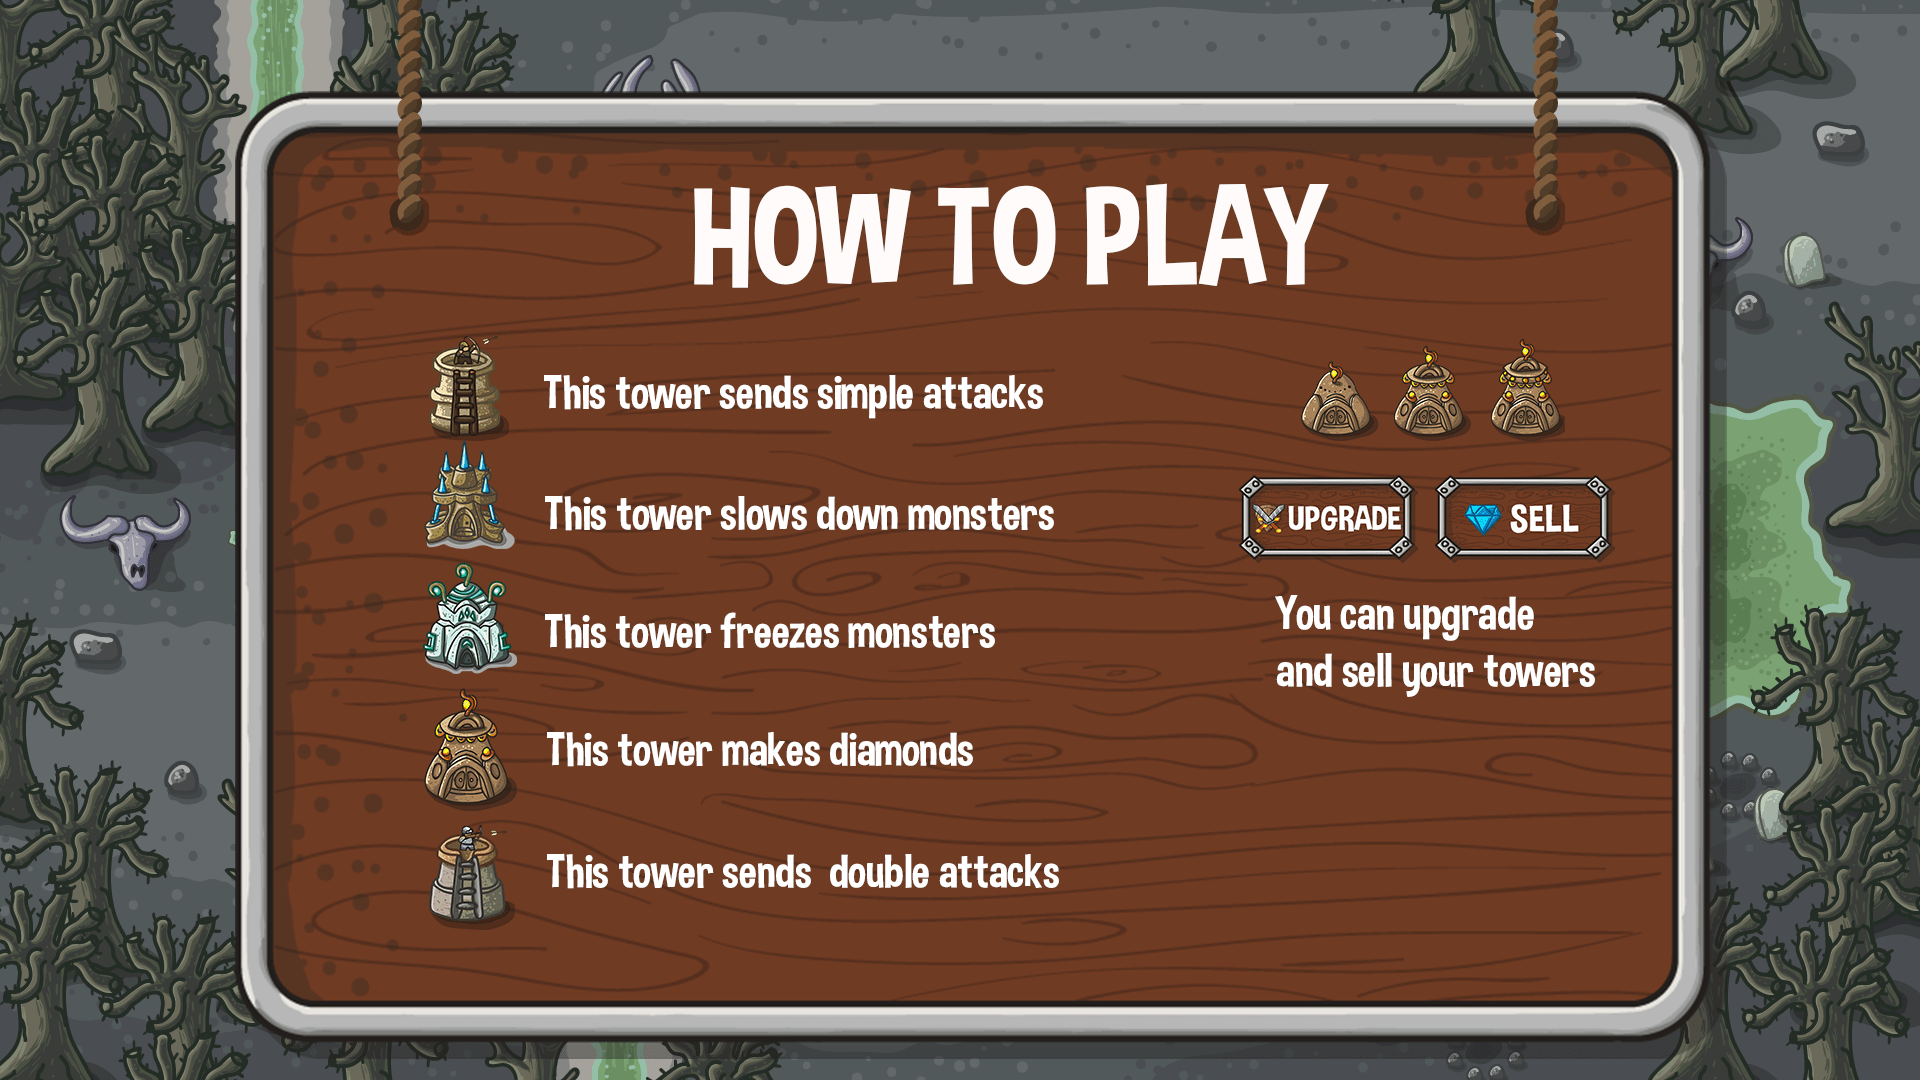 HOW TO PLAY
This tower sends simple attacks
This tower slows down monsters
This tower freezes monsters
This tower makes diamonds
This tower sends  double attacks
UPGRADE
SELL
You can upgrade
and sell your towers